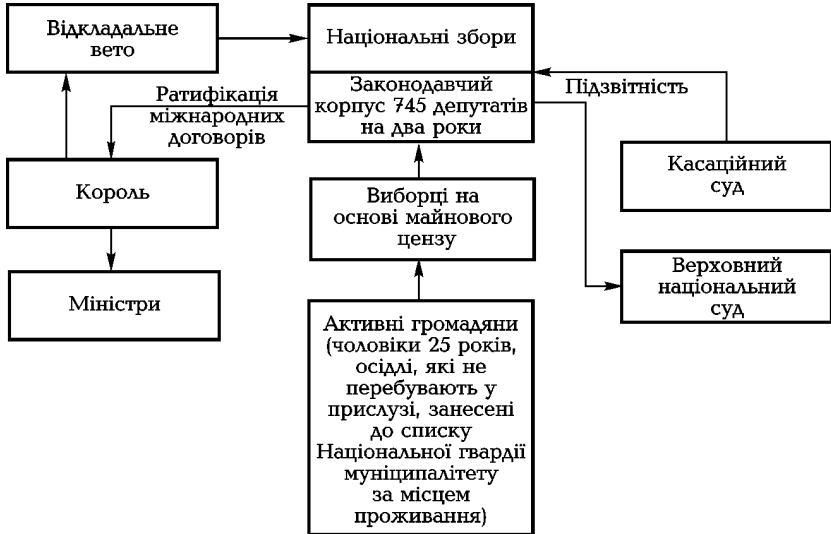 Відкладальне
вето
Національні збори
Законодавчий
корпус 745 депутатів
на два роки
Ратифікація
міжнародних
договорів
Підзвітність
Король
Касаційний
суд
Виборці на
основі майнового
цензу
Міністри
Верховний
національний
суд
Активні громадяни
(чоловіки 25 років,
осідлі, які не
перебувають у
прислузі, занесені
до списку
Національної гвардії
муніципалітету
за місцем
проживання)